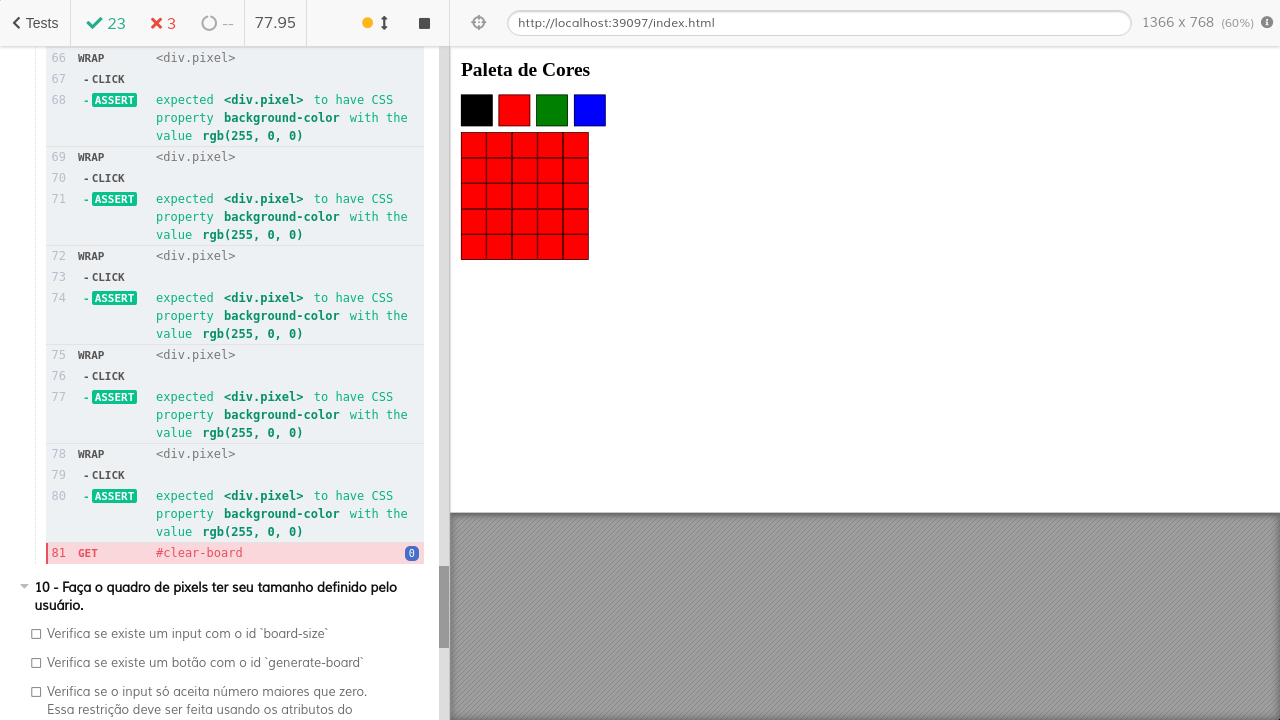 Tests 23 3 -- 77.95 http://localhost:39097/index.html 1366 x 768 (60%)
66 WRAP <div.pixel>
67 -CLICK
68 -ASSERT expected <div.pixel> to have CSS
property background-color with the
value rgb(255, 0, 0)
69 WRAP <div.pixel>
70 -CLICK
71 -ASSERT expected <div.pixel> to have CSS
property background-color with the
value rgb(255, 0, 0)
72 WRAP <div.pixel>
73 -CLICK
74 -ASSERT expected <div.pixel> to have CSS
property background-color with the
value rgb(255, 0, 0)
75 WRAP <div.pixel>
76 -CLICK
77 -ASSERT expected <div.pixel> to have CSS
property background-color with the
value rgb(255, 0, 0)
78 WRAP <div.pixel>
79 -CLICK
80 -ASSERT expected <div.pixel> to have CSS
property background-color with the
value rgb(255, 0, 0)
81 GET #clear-board 0
10 - Faça o quadro de pixels ter seu tamanho definido pelo
usuário.
Verifica se existe um input com o id `board-size`
Verifica se existe um botão com o id `generate-board`
Verifica se o input só aceita número maiores que zero.
Essa restrição deve ser feita usando os atributos do
Paleta de Cores